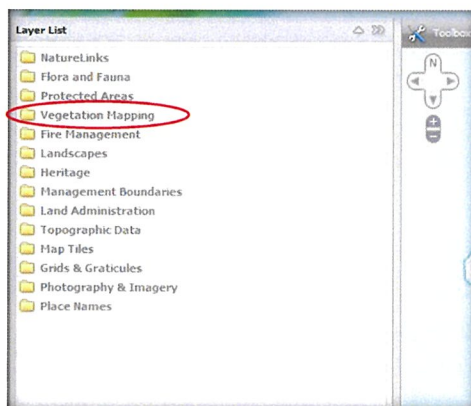 Layer List
Toolbox
N
NatureLinks
Flora and Fauna
Protected Areas
Vegetation Mapping
Fire Management
Landscapes
Heritage
Management Boundaries
Land Administration
Topographic Data
Map Tiles
Grids & Graticules
Photography & Imagery
Place Names